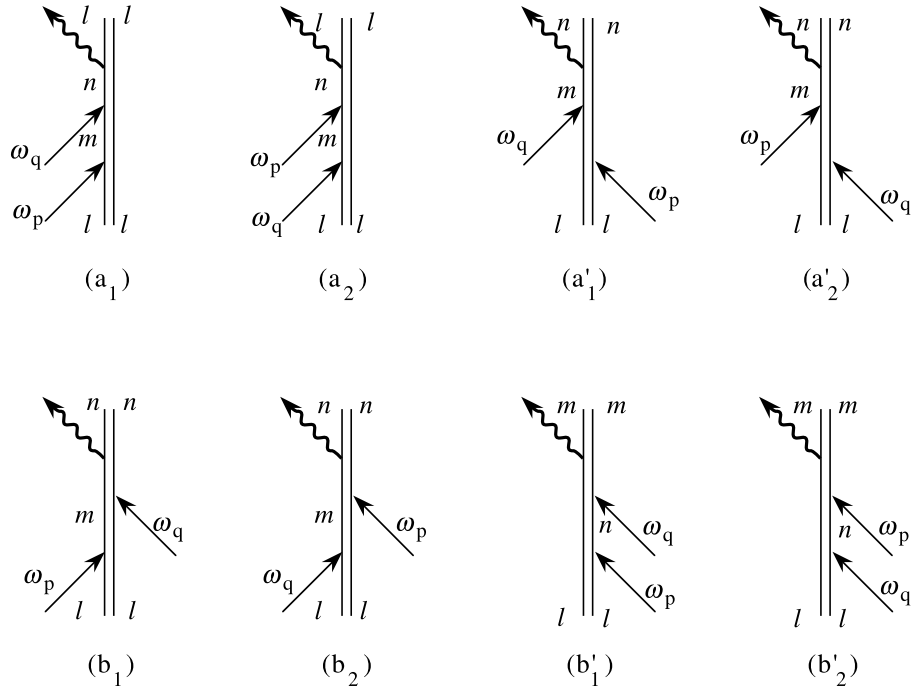 l l l l n n n n
n n m m
ω_q m ω_p m ω_q ω_p
ω_p ω_q ω_p ω_q
l l l l l l l l
(a_1) (a_2) (a'_1) (a'_2)
n n n n m m m m
m ω_q m ω_p n ω_q n ω_p
ω_p ω_q ω_p ω_q
l l l l l l l l
(b_1) (b_2) (b'_1) (b'_2)